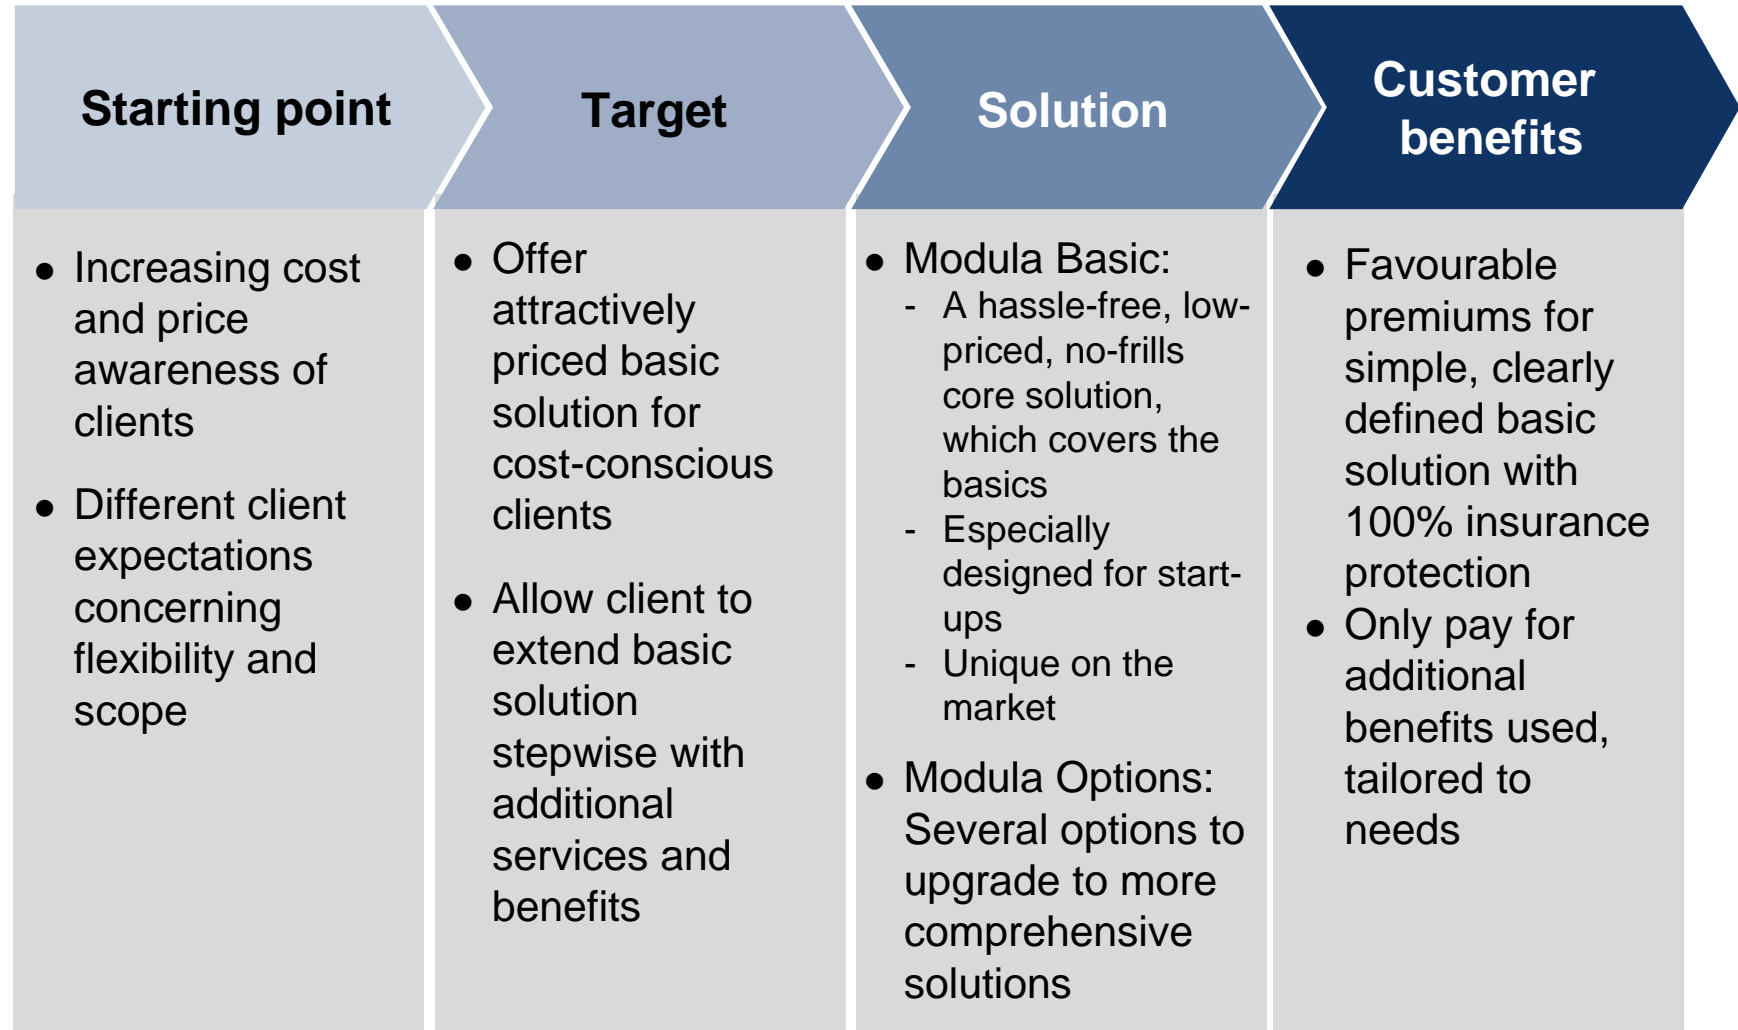 Starting point
● Increasing cost
and price
awareness of
clients
● Different client
expectations
concerning
flexibility and
scope
Target
● Offer
attractively
priced basic
solution for
cost-conscious
clients
● Allow client to
extend basic
solution
stepwise with
additional
services and
benefits
Solution
● Modula Basic:
- A hassle-free, low-
priced, no-frills
core solution,
which covers the
basics
- Especially
designed for start-
ups
- Unique on the
market
● Modula Options:
Several options to
upgrade to more
comprehensive
solutions
Customer
benefits
● Favourable
premiums for
simple, clearly
defined basic
solution with
100% insurance
protection
● Only pay for
additional
benefits used,
tailored to
needs